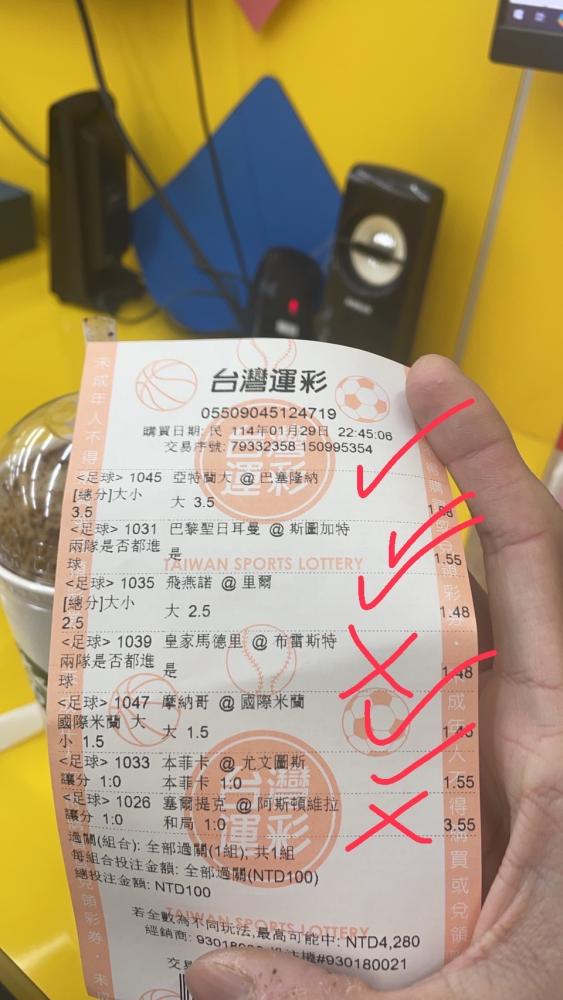 台灣運彩
05509045124719
購買日期: 民 114年01月29日 22:45:06
交易序號: 79332358 150995354
<足球> 1045 亞特蘭大 @ 巴塞隆納
[總分]大小 3.5 大 3.5
<足球> 1031 巴黎聖日耳曼 @ 斯圖加特
兩隊是否都進球 是 1.55
TAIWAN SPORTS LOTTERY
<足球> 1035 飛燕諾 @ 里爾
[總分]大小 2.5 大 2.5 1.48
<足球> 1039 皇家馬德里 @ 布雷斯特
兩隊是否都進球 是 1.48
<足球> 1047 摩納哥 @ 國際米蘭
國際米蘭 大小 1.5 大 1.5
<足球> 1033 本菲卡 @ 尤文圖斯
讓分 1:0 本菲卡 1:0 1.55
<足球> 1026 塞爾提克 @ 阿斯頓維拉
讓分 1:0 和局 1:0 3.55
過關(組合): 全部過關(1組), 共1組
每組合投注金額: 全部過關(NTD100)
總投注金額: NTD100
TAIWAN SPORTS LOTTERY
若全數為不同玩法,最高可能中: NTD4,280
經銷商:
#930180021
未成年人不得